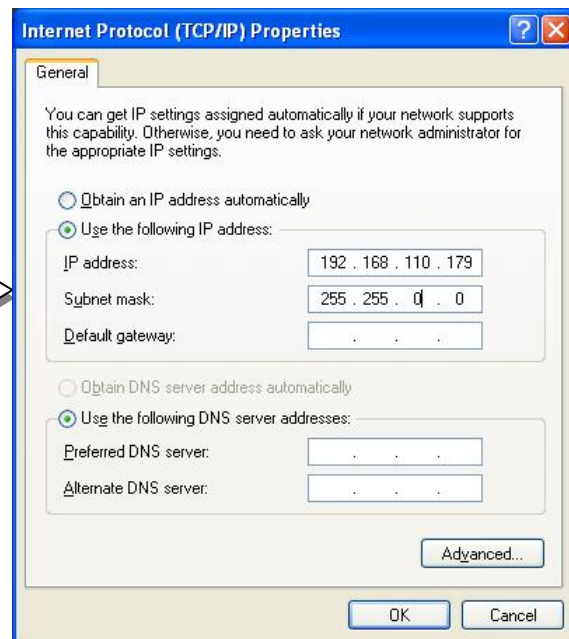 Internet Protocol (TCP/IP) Properties
General
You can get IP settings assigned automatically if your network supports
this capability. Otherwise, you need to ask your network administrator for
the appropriate IP settings.
Obtain an IP address automatically
Use the following IP address:
IP address: 192 . 168 . 110 . 179
Subnet mask: 255 . 255 . 0 . 0
Default gateway: . . .
Obtain DNS server address automatically
Use the following DNS server addresses:
Preferred DNS server: . . .
Alternate DNS server: . . .
Advanced...
OK Cancel